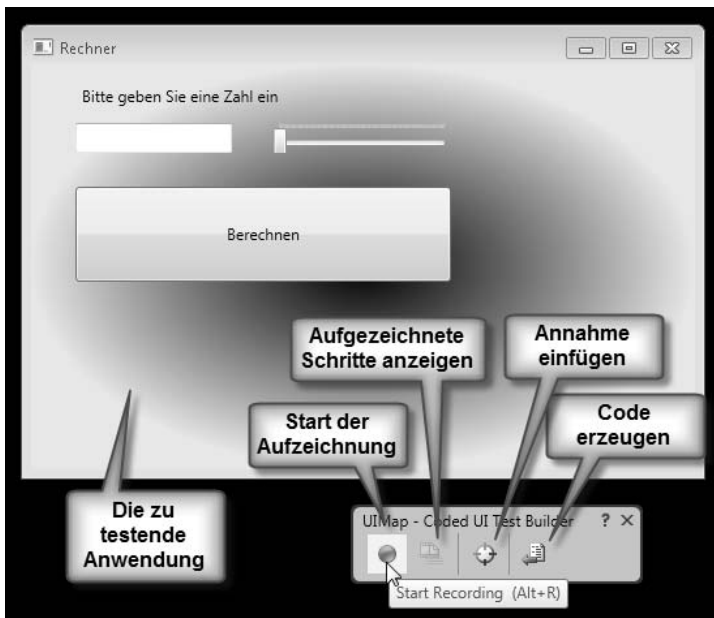 Rechner
Bitte geben Sie eine Zahl ein
Berechnen
Aufgezeichnete
Schritte anzeigen
Annahme
einfügen
Start der
Aufzeichnung
Code
erzeugen
Die zu
testende
Anwendung
UIMap - Coded UI Test Builder ? ×
Start Recording (Alt+R)